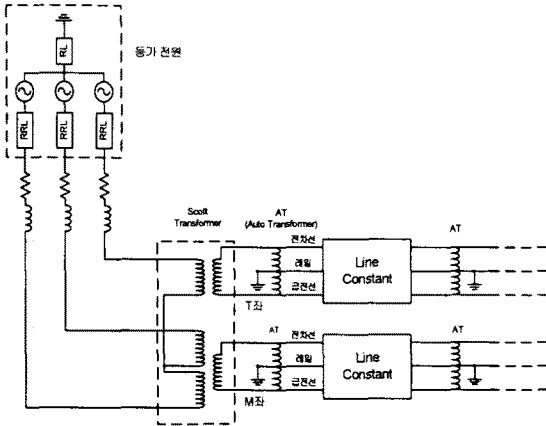 RL
등가 전원
RRL
RRL
RRL
Scott
Transformer
AT
(Auto Transformer)
AT
전차선
레일
급전선
Line
Constant
T좌
AT
AT
전차선
레일
급전선
Line
Constant
M좌